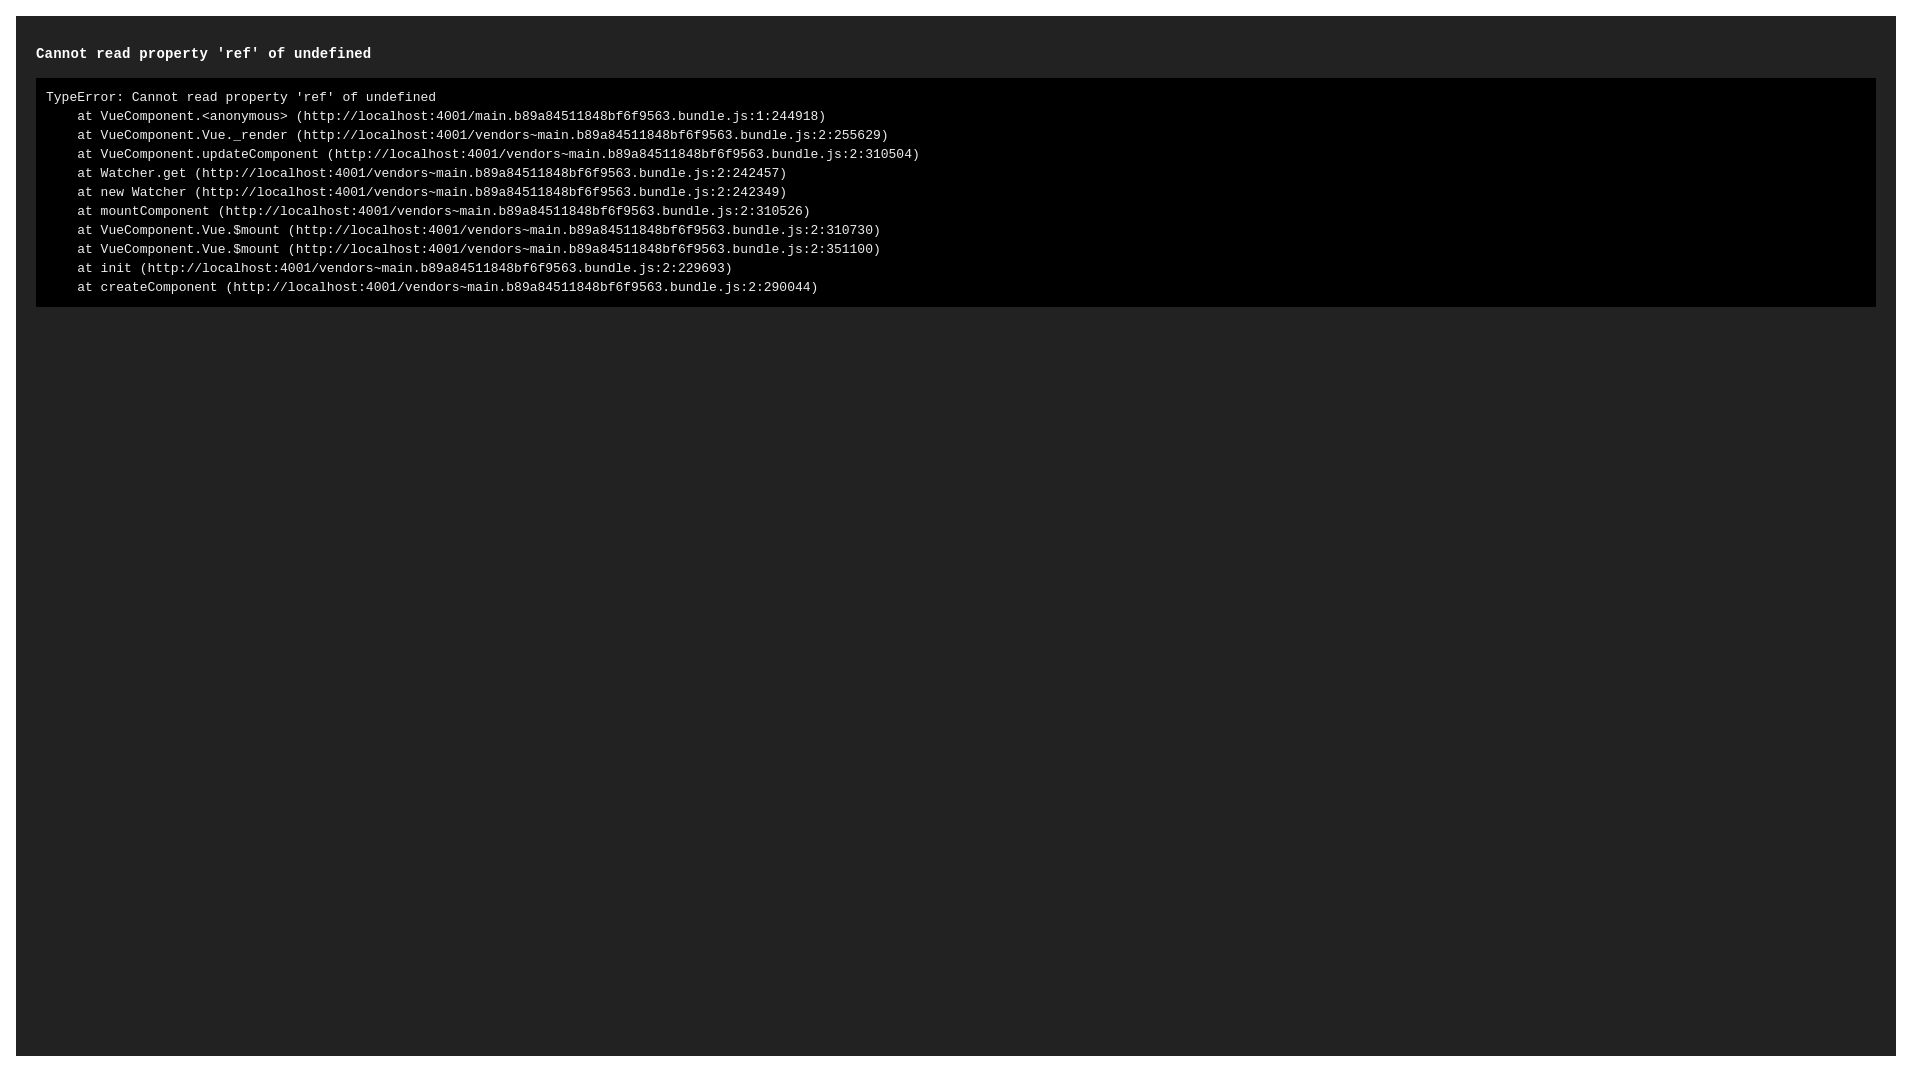 Cannot read property 'ref' of undefined
TypeError: Cannot read property 'ref' of undefined
    at VueComponent.<anonymous> (http://localhost:4001/main.b89a84511848bf6f9563.bundle.js:1:244918)
    at VueComponent.Vue._render (http://localhost:4001/vendors~main.b89a84511848bf6f9563.bundle.js:2:255629)
    at VueComponent.updateComponent (http://localhost:4001/vendors~main.b89a84511848bf6f9563.bundle.js:2:310504)
    at Watcher.get (http://localhost:4001/vendors~main.b89a84511848bf6f9563.bundle.js:2:242457)
    at new Watcher (http://localhost:4001/vendors~main.b89a84511848bf6f9563.bundle.js:2:242349)
    at mountComponent (http://localhost:4001/vendors~main.b89a84511848bf6f9563.bundle.js:2:310526)
    at VueComponent.Vue.$mount (http://localhost:4001/vendors~main.b89a84511848bf6f9563.bundle.js:2:310730)
    at VueComponent.Vue.$mount (http://localhost:4001/vendors~main.b89a84511848bf6f9563.bundle.js:2:351100)
    at init (http://localhost:4001/vendors~main.b89a84511848bf6f9563.bundle.js:2:229693)
    at createComponent (http://localhost:4001/vendors~main.b89a84511848bf6f9563.bundle.js:2:290044)